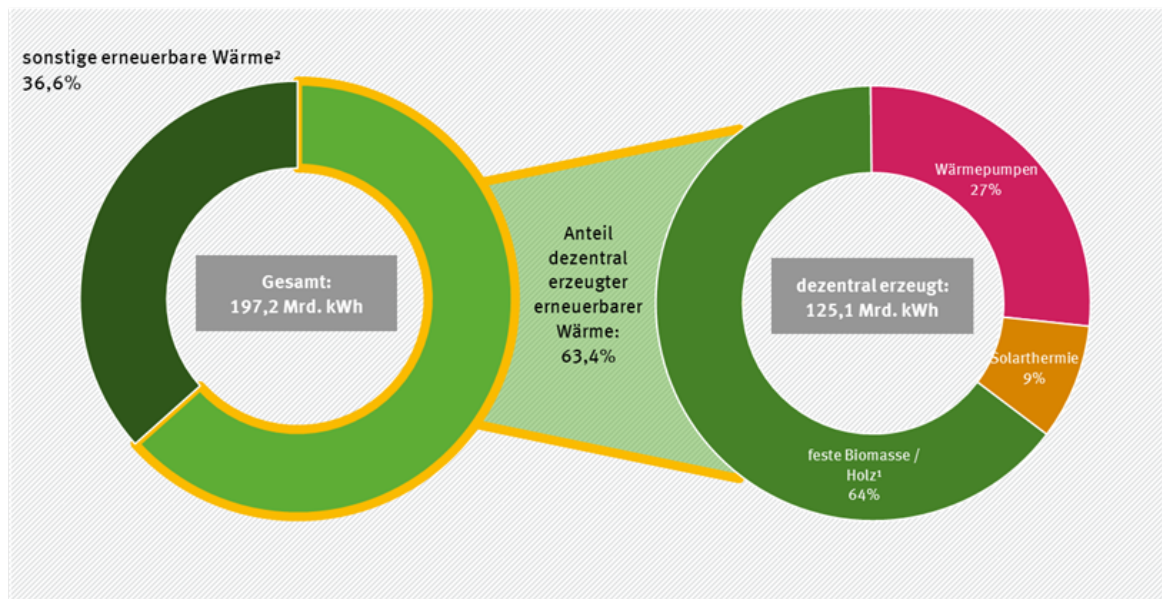 sonstige erneuerbare Wärme²
36,6%
Gesamt:
197,2 Mrd. kWh
Anteil
dezentral
erzeugter
erneuerbarer
Wärme:
63,4%
dezentral erzeugt:
125,1 Mrd. kWh
Wärmepumpen
27%
Solarthermie
9%
feste Biomasse /
Holz¹
64%